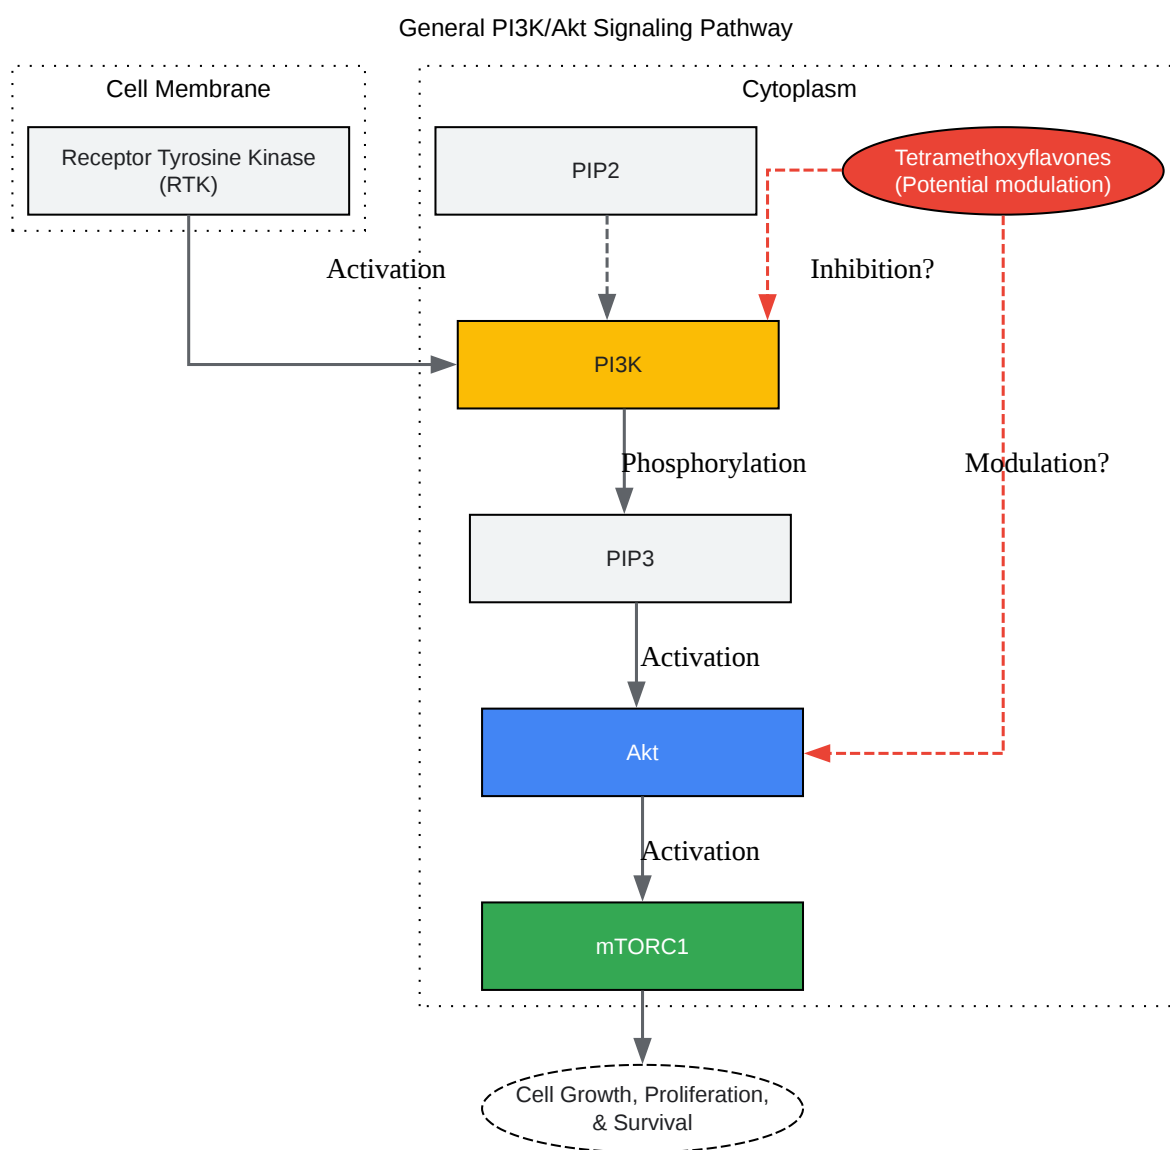 General PI3K/Akt Signaling Pathway
Cell Membrane
Cytoplasm
Receptor Tyrosine Kinase
(RTK)
PIP2
Tetramethoxyflavones
(Potential modulation)
Activation
Inhibition?
PI3K
Phosphorylation
Modulation?
PIP3
Activation
Akt
Activation
mTORC1
Cell Growth, Proliferation,
& Survival